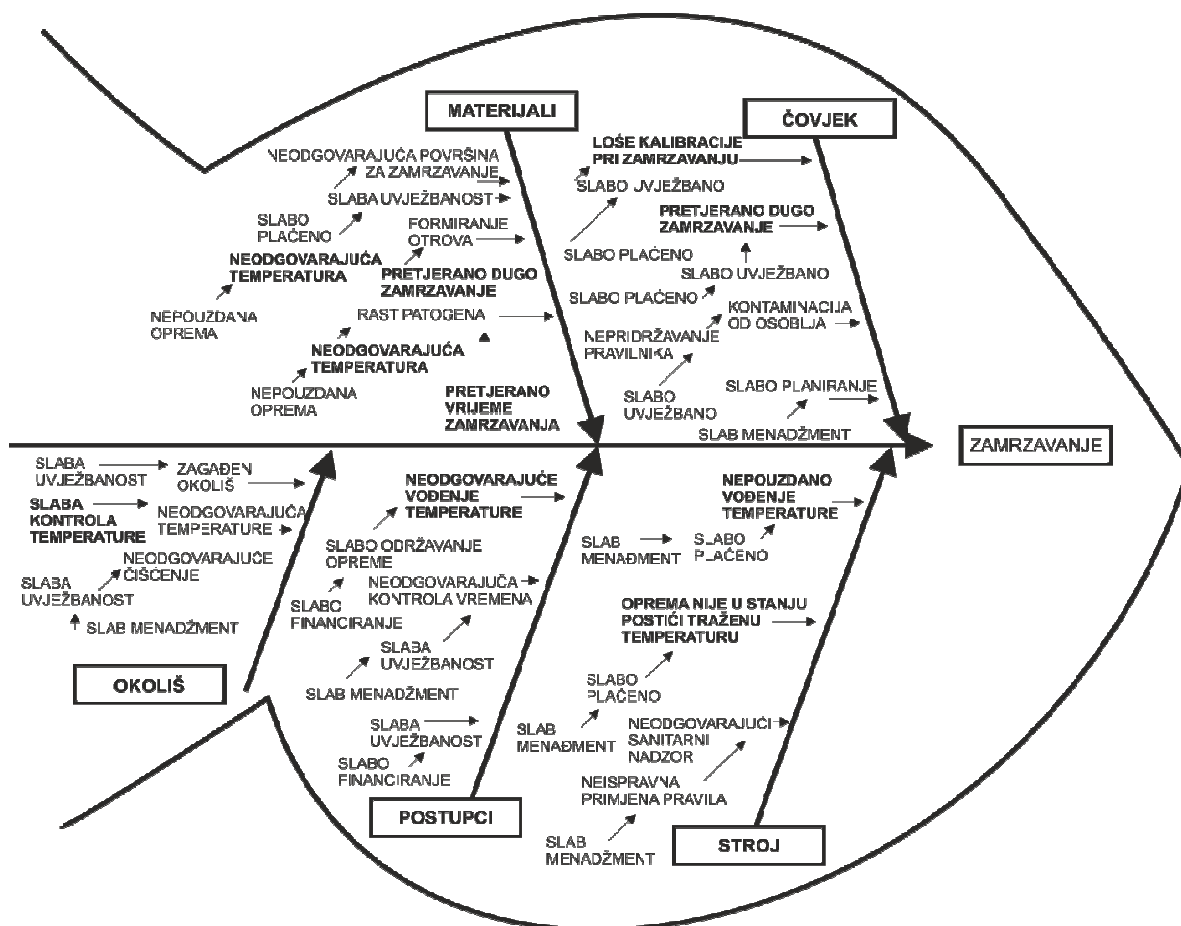 MATERIJALI
NEODGOVARAJUĆA POVRŠINA
ZA ZAMRZAVANJE
SLABA UVJEŽBANOST
SLABO
PLAĆENO
FORMIRANJE
OTROVA
NEODGOVARAJUĆA
TEMPERATURA
PRETJERANO DUGO
ZAMRZAVANJE
NEPOUZDANA
OPREMA
RAST PATOGENA
NEODGOVARAJUĆA
TEMPERATURA
NEPOUZDANA
OPREMA
PRETJERANO
VRIJEME
ZAMRZAVANJA
ČOVJEK
LOŠE KALIBRACIJE
PRI ZAMRZAVANJU
SLABO UVJEŽBANO
PRETJERANO DUGO
ZAMRZAVANJE
SLABO PLAĆENO
SLABO UVJEŽBANO
SLABO PLAĆENO
KONTAMINACIJA
OD OSOBLJA
NEPRIDRŽAVANJE
PRAVILNIKA
SLABO
UVJEŽBANO
SLABO PLANIRANJE
SLAB MENADŽMENT
ZAMRZAVANJE
SLABA
UVJEŽBANOST
ZAGAĐEN
OKOLIŠ
SLABA
KONTROLA
TEMPERATURE
NEODGOVARAJUĆA
TEMPERATURE
NEODGOVARAJUĆE
ČIŠĆENJE
SLABA
UVJEŽBANOST
SLAB MENADŽMENT
OKOLIŠ
NEODGOVARAJUĆE
VOĐENJE
TEMPERATURE
SLABO ODRŽAVANJE
OPREME
NEODGOVARAJUĆA
KONTROLA VREMENA
SLABO
FINANCIRANJE
SLABA
UVJEŽBANOST
SLAB MENADŽMENT
SLABA
UVJEŽBANOST
SLABO
FINANCIRANJE
POSTUPCI
NEPOUZDANO
VOĐENJE
TEMPERATURE
SLAB
MENAĐMENT
SLABO
PLAĆENO
OPREMA NIJE U STANJU
POSTIĆI TRAŽENU
TEMPERATURU
SLABO
PLAĆENO
SLAB
MENAĐMENT
NEODGOVARAJUĆI
SANITARNI
NADZOR
NEISPRAVNA
PRIMJENA PRAVILA
SLAB
MENADŽMENT
STROJ